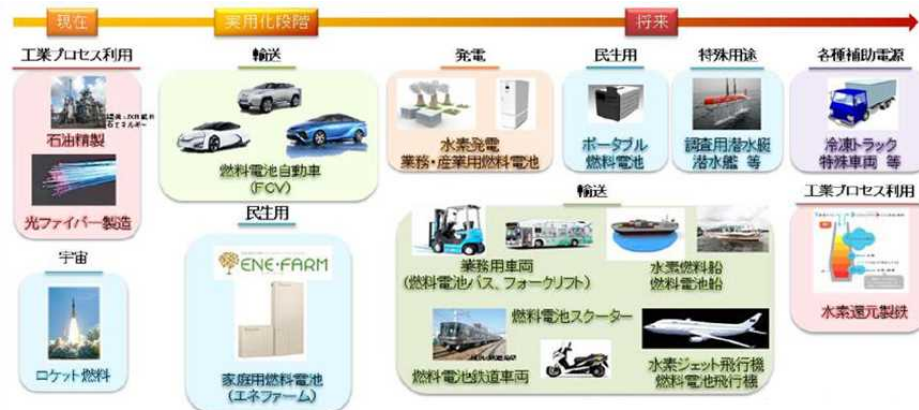 現在
実用化段階
将来
工業プロセス利用
石油精製
光ファイバー製造
宇宙
ロケット燃料
輸送
燃料電池自動車
(FCV)
民生用
ENE・FARM
家庭用燃料電池
(エネファーム)
発電
水素発電
業務・産業用燃料電池
民生用
ポータブル
燃料電池
特殊用途
調査用潜水艇
潜水艦 等
各種補助電源
冷凍トラック
特殊車両 等
輸送
業務用車両
(燃料電池バス、フォークリフト)
水素燃料船
燃料電池船
燃料電池スクーター
燃料電池鉄道車両
水素ジェット飛行機
燃料電池飛行機
工業プロセス利用
水素還元製鉄